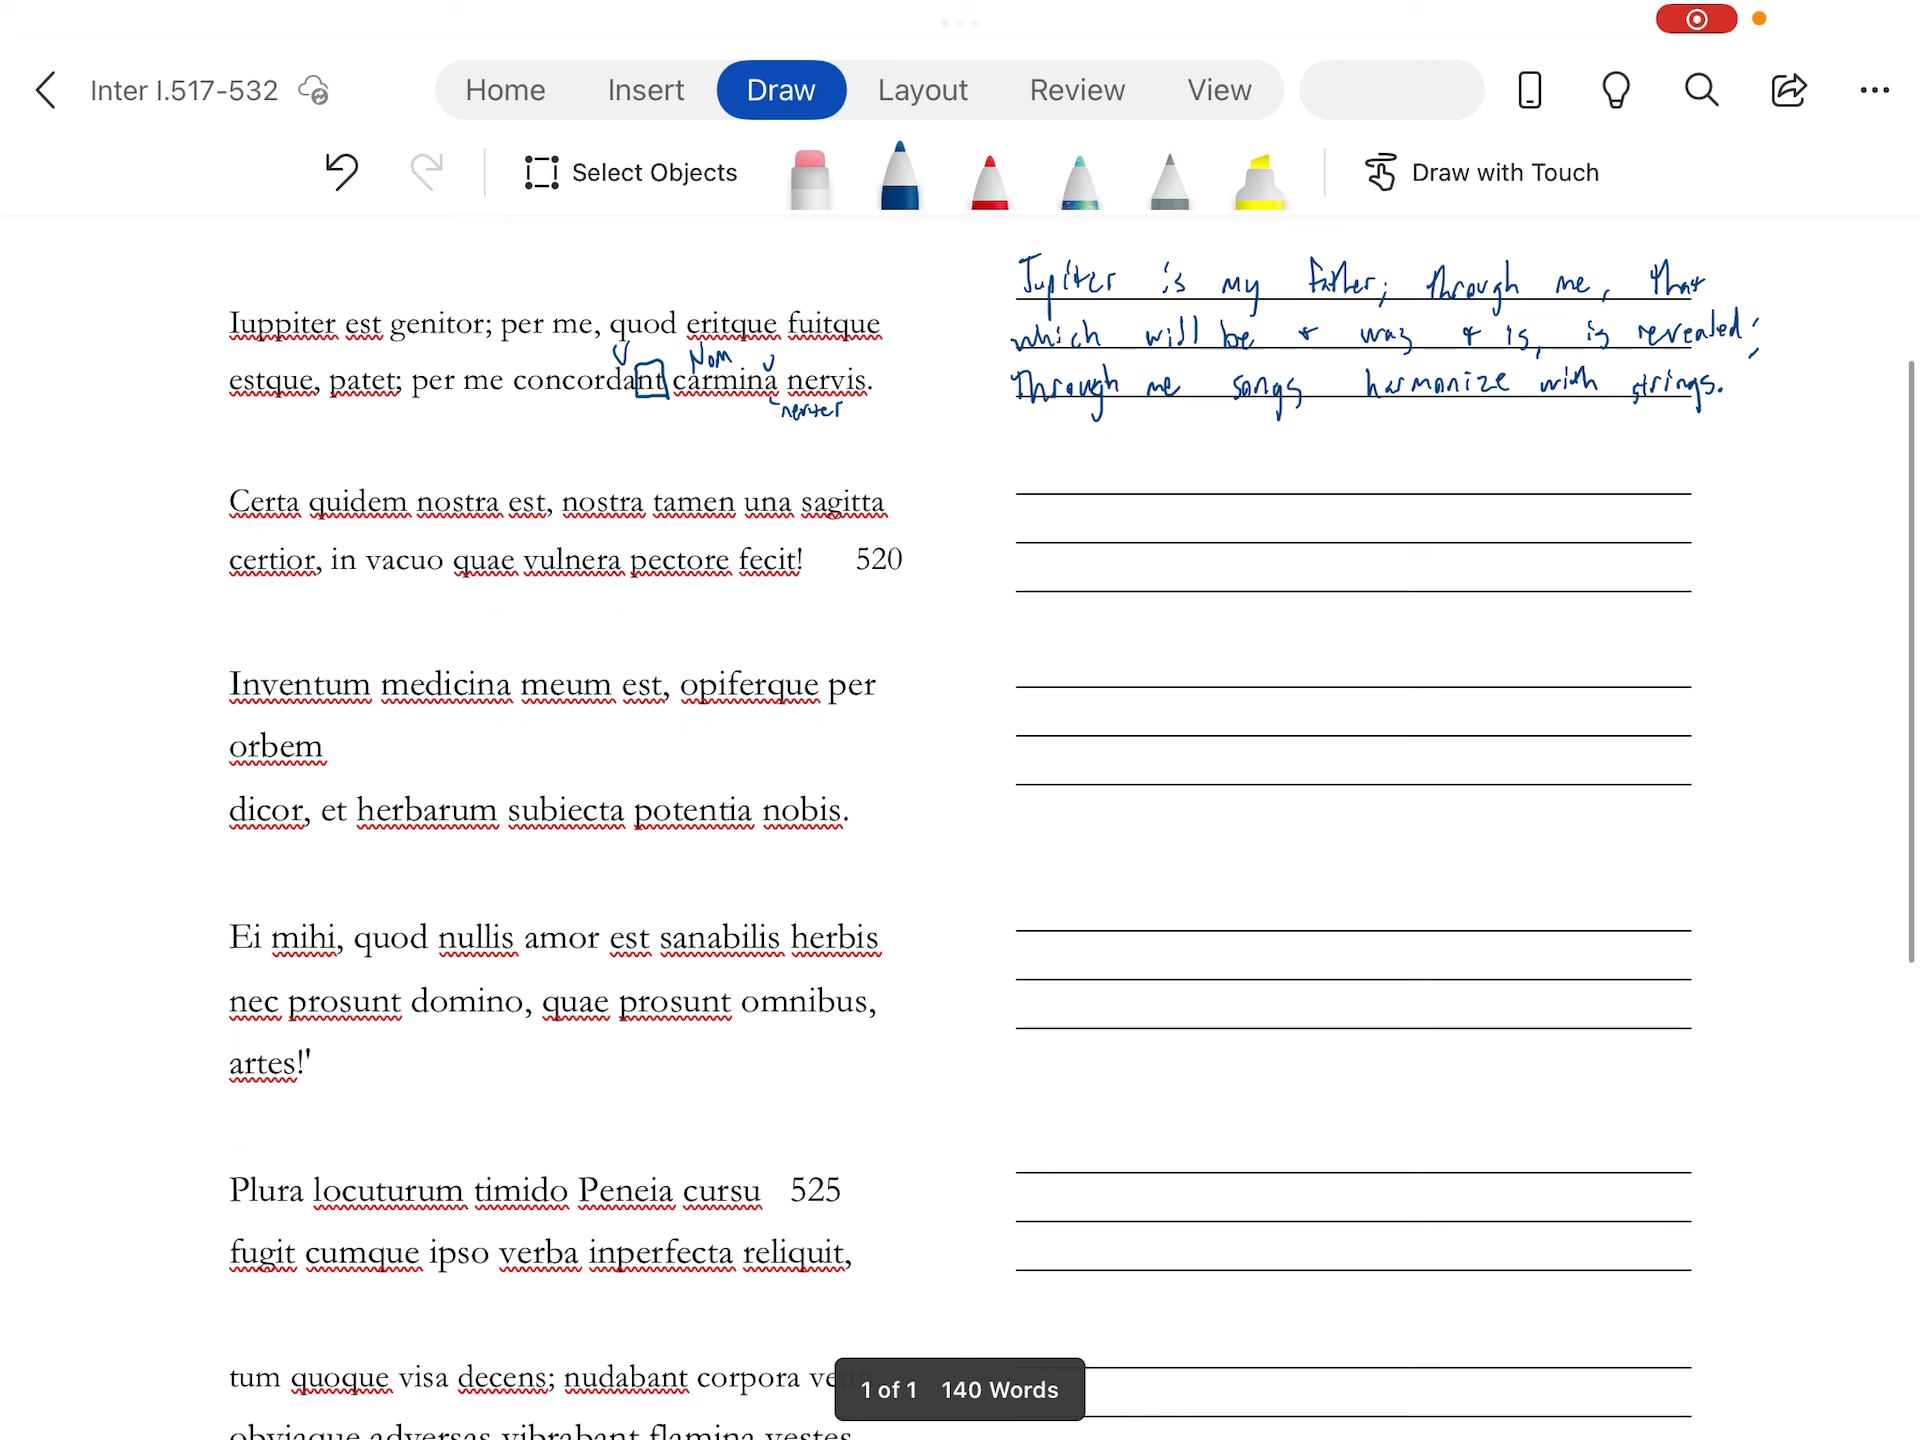 Inter I.517-532
Home Insert Draw Layout Review View
Select Objects
Draw with Touch
Iuppiter est genitor; per me, quod eritque fuitque
estque, patet; per me concordant carmina nervis.
V
Nom
neuter
Jupiter is my father; through me, that
which will be + was + is, is revealed;
Through me songs harmonize with strings.
Certa quidem nostra est, nostra tamen una sagitta
certior, in vacuo quae vulnera pectore fecit! 520
Inventum medicina meum est, opiferque per
orbem
dicor, et herbarum subiecta potentia nobis.
Ei mihi, quod nullis amor est sanabilis herbis
nec prosunt domino, quae prosunt omnibus,
artes!'
Plura locuturum timido Peneia cursu 525
fugit cumque ipso verba inperfecta reliquit,
tum quoque visa decens; nudabant corpora venti
obviaque adversas vibrabant flamina vestes
1 of 1 140 Words